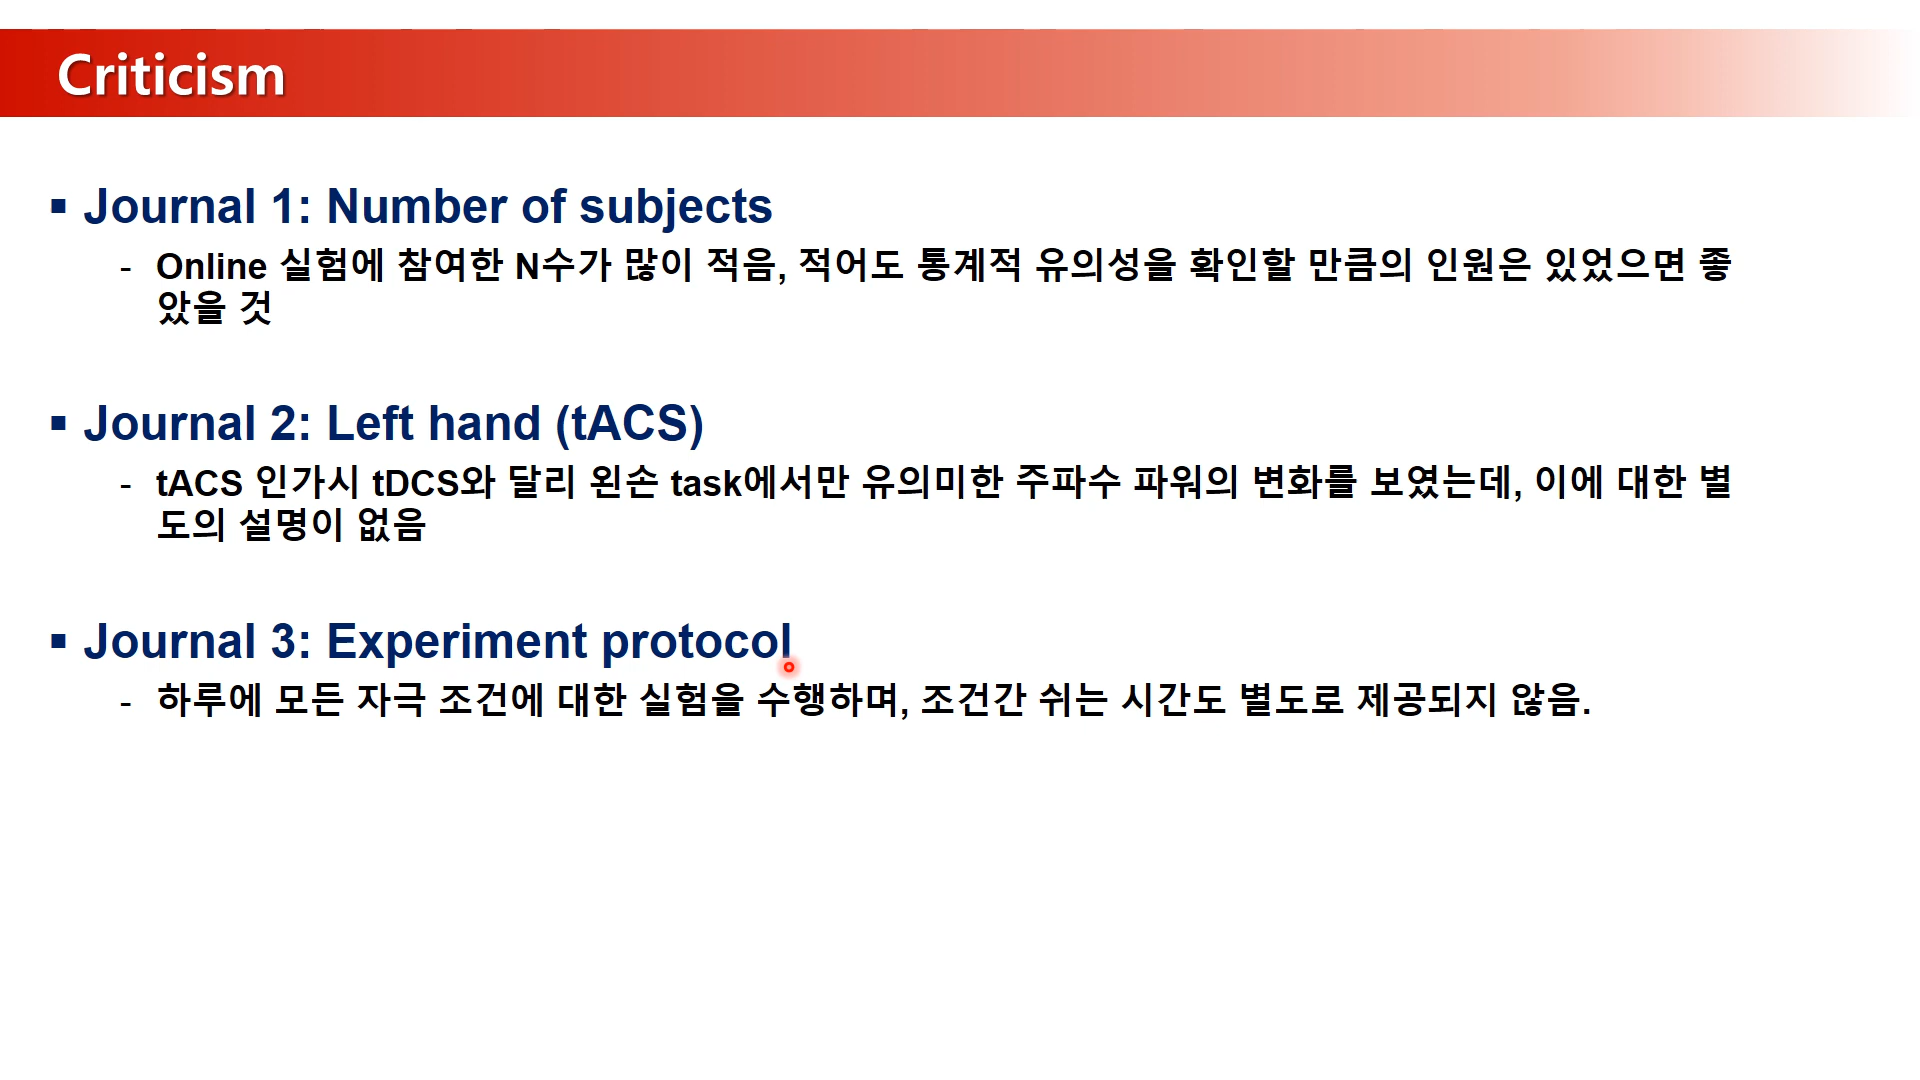 Criticism
▪ Journal 1: Number of subjects
- Online 실험에 참여한 N수가 많이 적음, 적어도 통계적 유의성을 확인할 만큼의 인원은 있었으면 좋
았을 것
▪ Journal 2: Left hand (tACS)
- tACS 인가시 tDCS와 달리 왼손 task에서만 유의미한 주파수 파워의 변화를 보였는데, 이에 대한 별
도의 설명이 없음
▪ Journal 3: Experiment protocol
- 하루에 모든 자극 조건에 대한 실험을 수행하며, 조건간 쉬는 시간도 별도로 제공되지 않음.